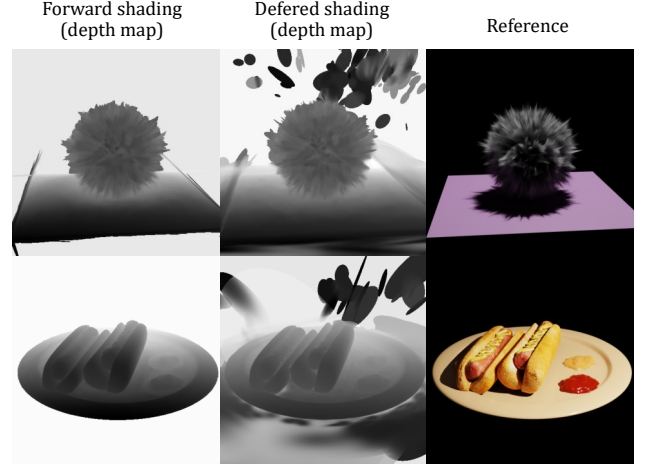 Forward shading
(depth map)
Defered shading
(depth map)
Reference